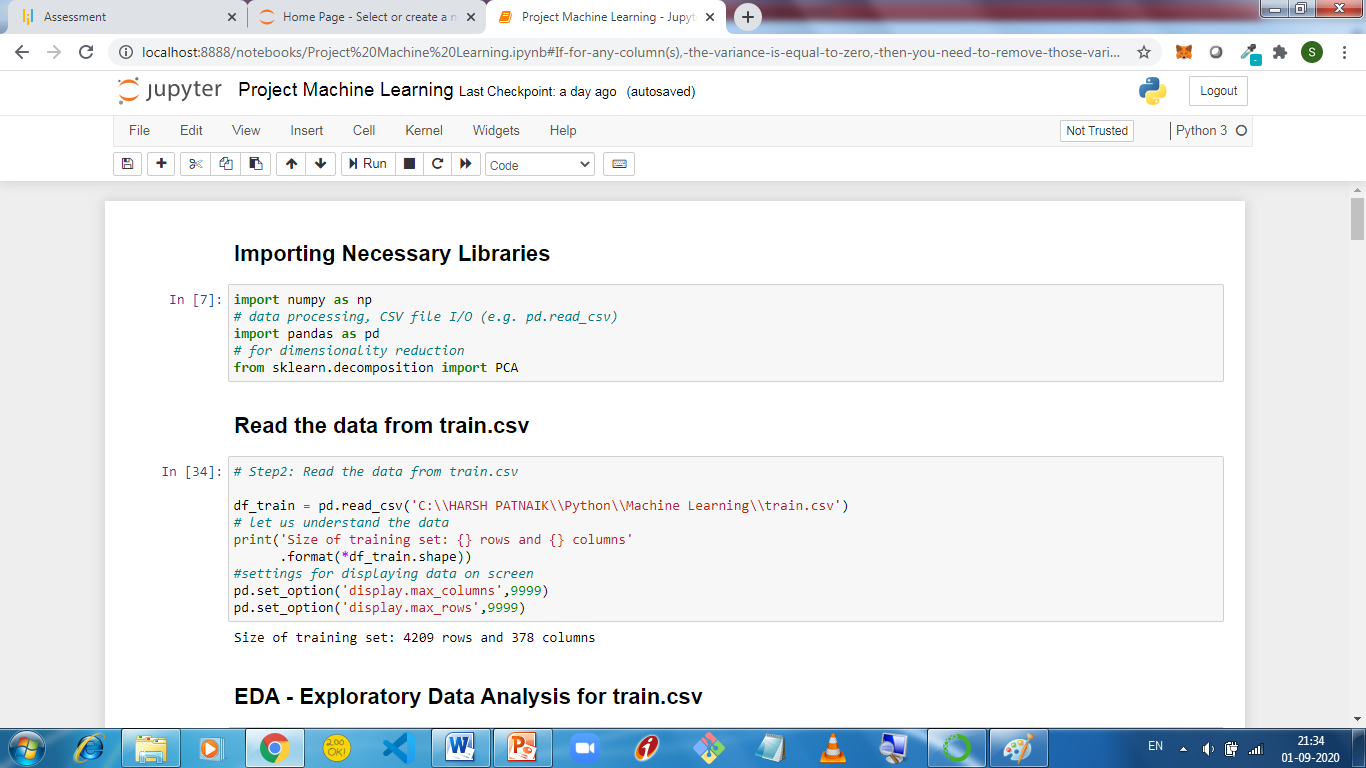 Assessment
Home Page - Select or create a n
Project Machine Learning - Jupyt
localhost:8888/notebooks/Project%20Machine%20Learning.ipynb#If-for-any-column(s),-the-variance-is-equal-to-zero,-then-you-need-to-remove-those-vari...
S
jupyter Project Machine Learning Last Checkpoint: a day ago (autosaved)
Logout
File Edit View Insert Cell Kernel Widgets Help
Not Trusted
Python 3
Run
Code
Importing Necessary Libraries
In [7]:
import numpy as np
# data processing, CSV file I/O (e.g. pd.read_csv)
import pandas as pd
# for dimensionality reduction
from sklearn.decomposition import PCA
Read the data from train.csv
In [34]:
# Step2: Read the data from train.csv
df_train = pd.read_csv('C:\\HARSH PATNAIK\\Python\\Machine Learning\\train.csv')
# let us understand the data
print('Size of training set: {} rows and {} columns'
.format(*df_train.shape))
#settings for displaying data on screen
pd.set_option('display.max_columns',9999)
pd.set_option('display.max_rows',9999)
Size of training set: 4209 rows and 378 columns
EDA - Exploratory Data Analysis for train.csv
200
OK!
EN
21:34
01-09-2020